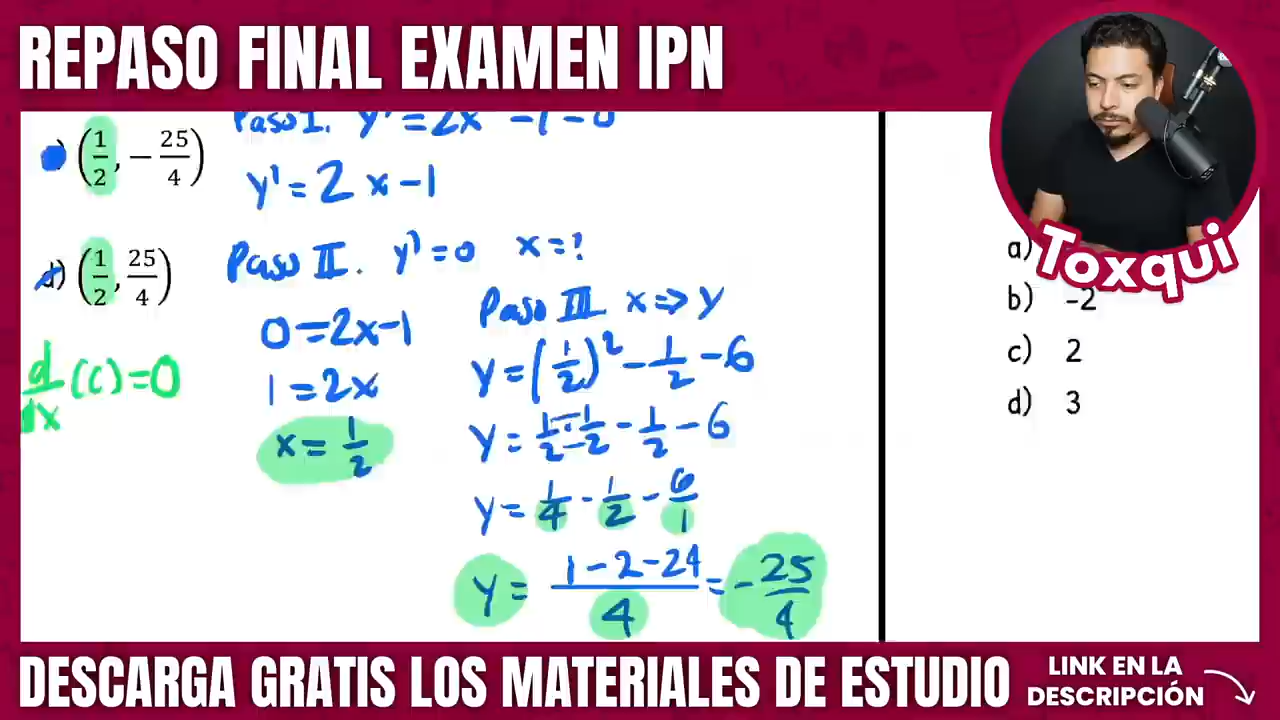 REPASO FINAL EXAMEN IPN
Toxqui
) (1/2, -25/4)
d) (1/2, 25/4)
d/dx (c)=0
Paso I. y'=2x -1-0
y'=2x-1
Paso II. y'=0 x=?
0=2x-1
1=2x
x=1/2
Paso III x=>y
y=(1/2)²-1/2-6
y=1/2·1/2-1/2-6
y=1/4-1/2-6/1
y=1-2-24/4=-25/4
a)
b) -2
c) 2
d) 3
DESCARGA GRATIS LOS MATERIALES DE ESTUDIO
LINK EN LA
DESCRIPCIÓN